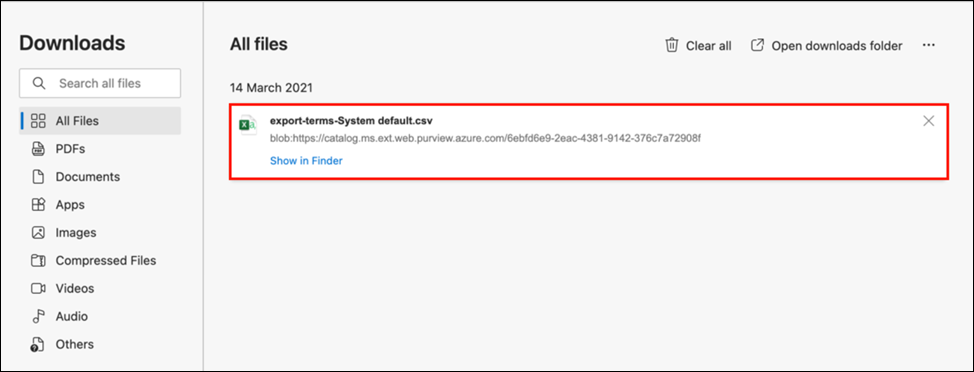 Downloads
Search all files
All Files
PDFs
Documents
Apps
Images
Compressed Files
Videos
Audio
Others
All files
Clear all
Open downloads folder
14 March 2021
export-terms-System default.csv
blob:https://catalog.ms.ext.web.purview.azure.com/6ebfd6e9-2eac-4381-9142-376c7a72908f
Show in Finder